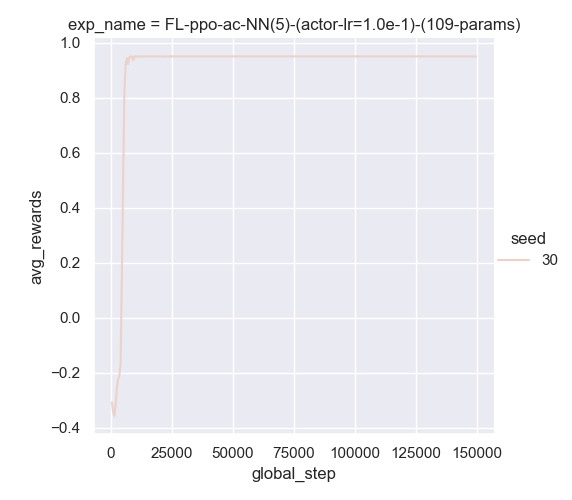 exp_name = FL-ppo-ac-NN(5)-(actor-lr=1.0e-1)-(109-params)
1.0
0.8
0.6
0.4
0.2
0.0
−0.2
−0.4
avg_rewards
0 25000 50000 75000 100000 125000 150000
global_step
seed
30